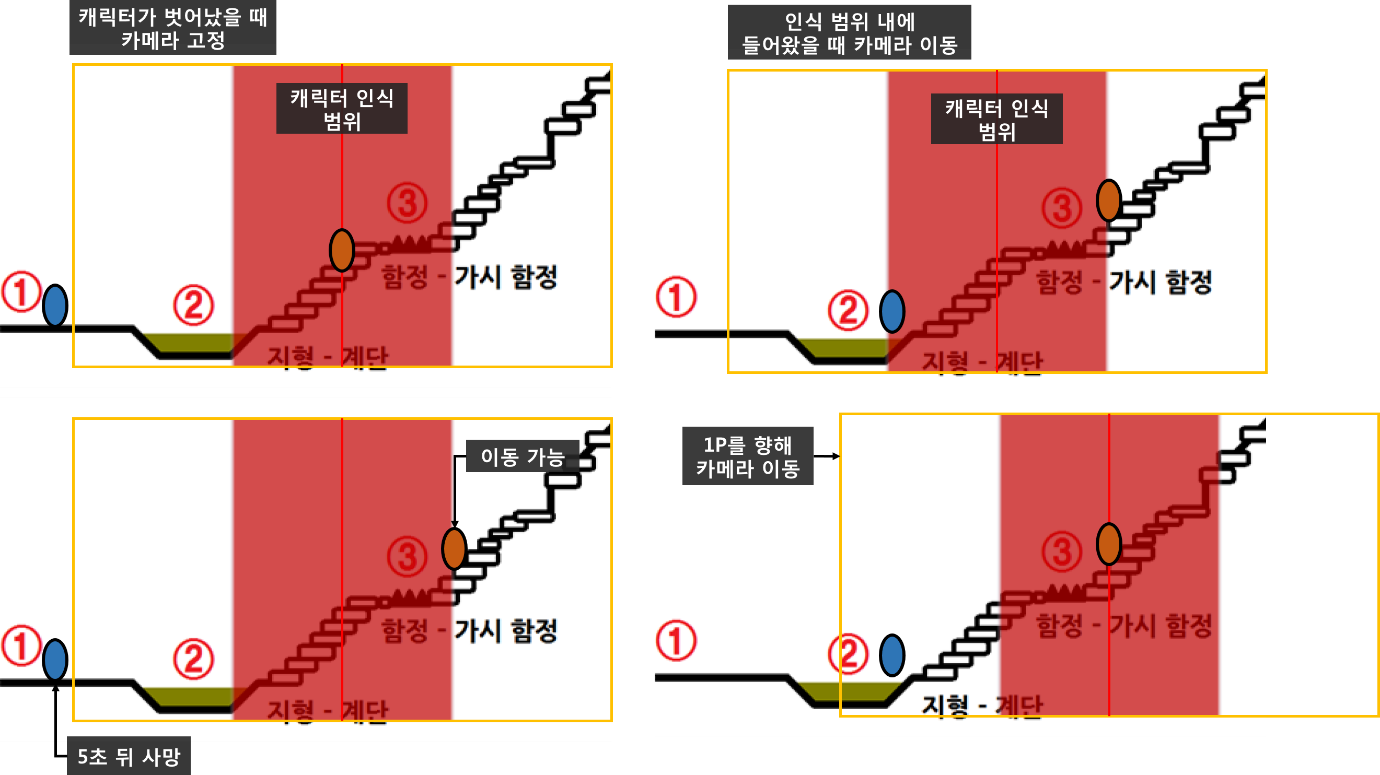 캐릭터가 벗어났을 때
카메라 고정
캐릭터 인식
범위
③
함정 - 가시 함정
①
②
지형 - 계단
인식 범위 내에
들어왔을 때 카메라 이동
캐릭터 인식
범위
③
함정 - 가시 함정
①
②
지형 - 계단
이동 가능
③
함정 - 가시 함정
①
②
지형 - 계단
5초 뒤 사망
1P를 향해
카메라 이동
③
함정 - 가시 함정
①
②
지형 - 계단